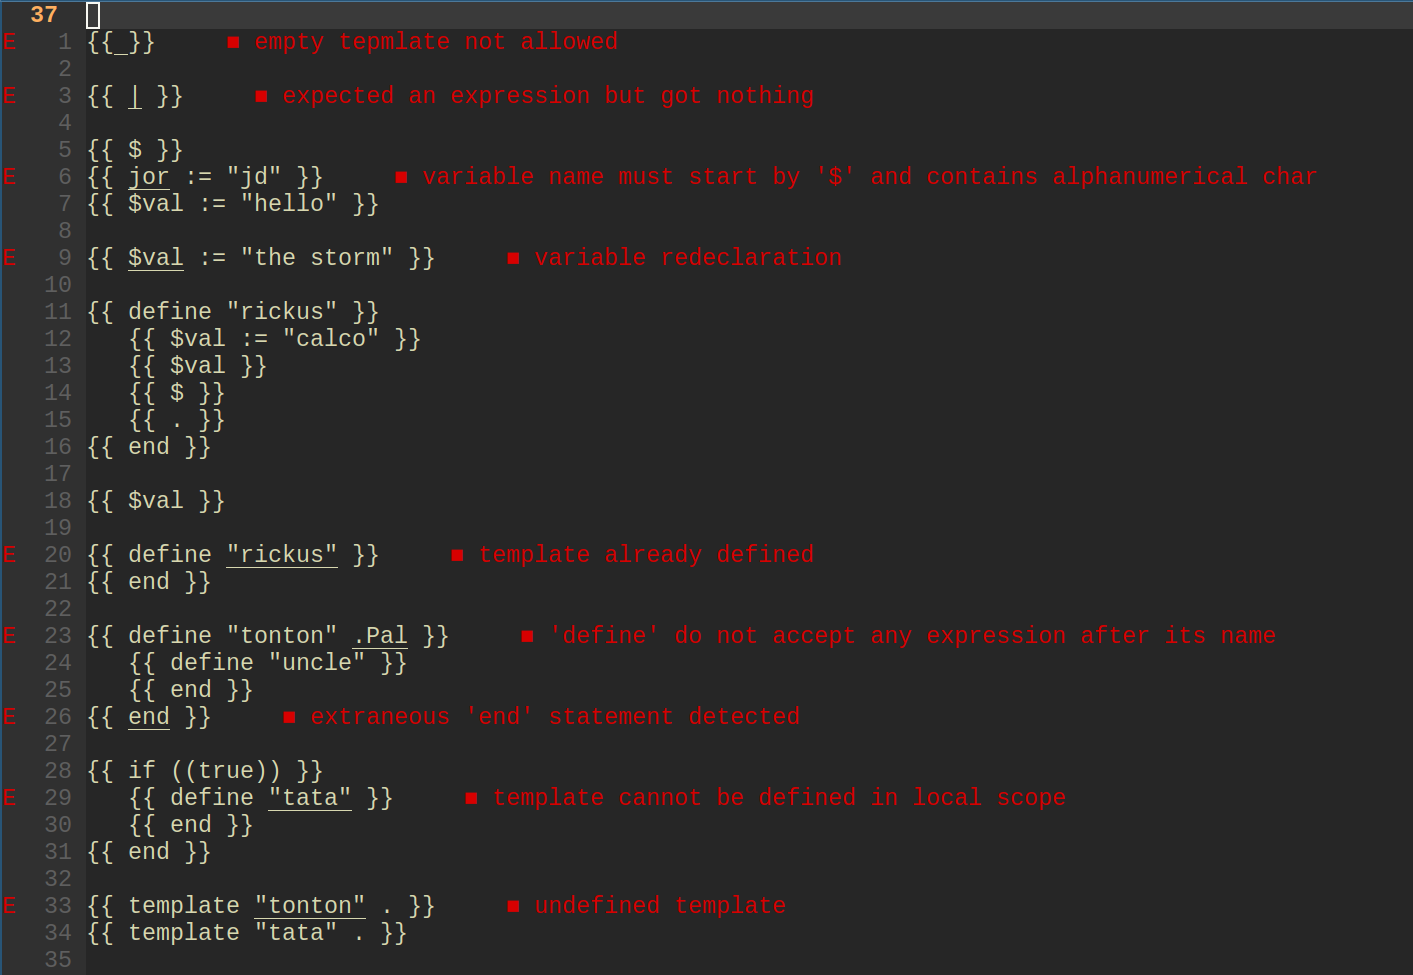 37
E 1 {{ }} ■ empty tepmlate not allowed
2
E 3 {{ | }} ■ expected an expression but got nothing
4
5 {{ $ }}
E 6 {{ jor := "jd" }} ■ variable name must start by '$' and contains alphanumerical char
7 {{ $val := "hello" }}
8
E 9 {{ $val := "the storm" }} ■ variable redeclaration
10
11 {{ define "rickus" }}
12 {{ $val := "calco" }}
13 {{ $val }}
14 {{ $ }}
15 {{ . }}
16 {{ end }}
17
18 {{ $val }}
19
E 20 {{ define "rickus" }} ■ template already defined
21 {{ end }}
22
E 23 {{ define "tonton" .Pal }} ■ 'define' do not accept any expression after its name
24 {{ define "uncle" }}
25 {{ end }}
E 26 {{ end }} ■ extraneous 'end' statement detected
27
28 {{ if ((true)) }}
E 29 {{ define "tata" }} ■ template cannot be defined in local scope
30 {{ end }}
31 {{ end }}
32
E 33 {{ template "tonton" . }} ■ undefined template
34 {{ template "tata" . }}
35